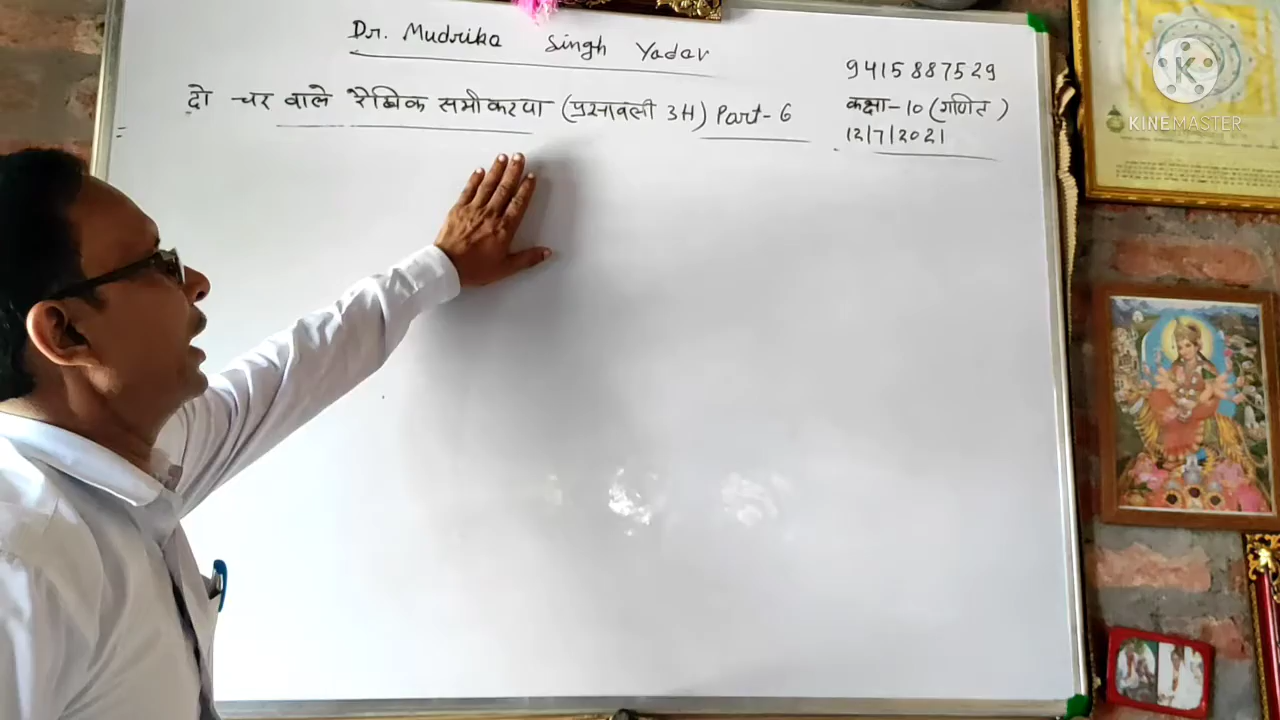 Dr. Mudrika Singh Yadav
9415887529
दो चर वाले रैखिक समीकरण (प्रश्नावली 3H) Part-6
कक्षा-10 (गणित)
12/7/2021
K
KINEMASTER